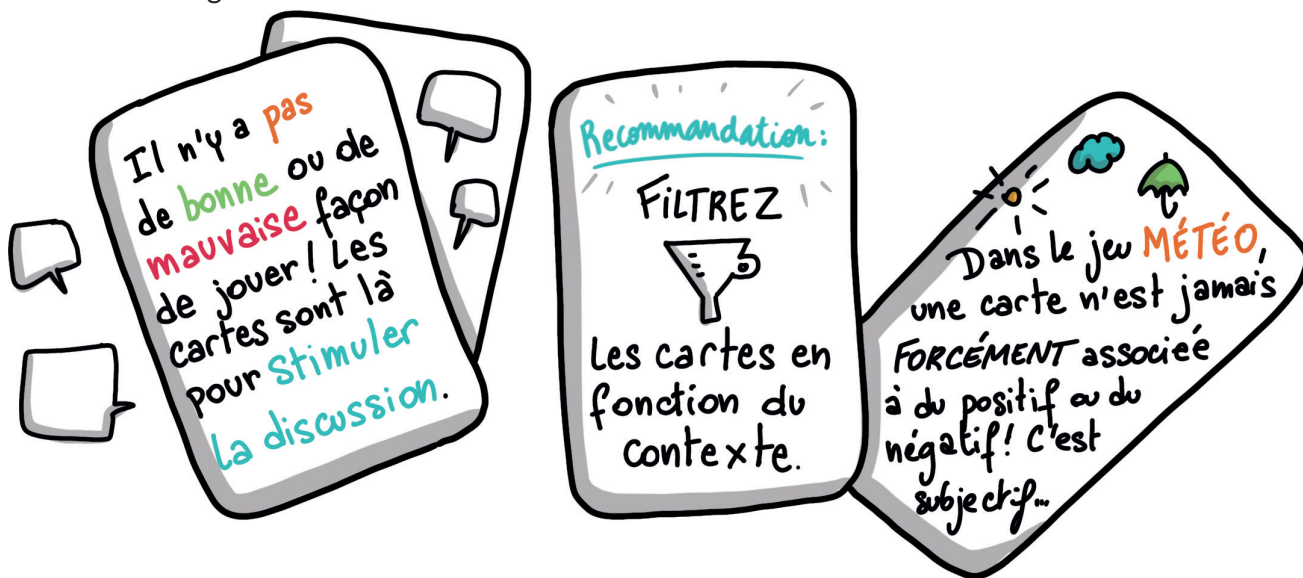 Il n'y a pas
de bonne ou de
mauvaise façon
de jouer ! Les
cartes sont là
pour stimuler
la discussion.
Recommandation :
FiLTREZ
Les cartes en
fonction du
contexte.
Dans le jeu MÉTÉO,
une carte n'est jamais
FORCÉMENT associeé
à du positif ou du
négatif ! C'est
subjectif...